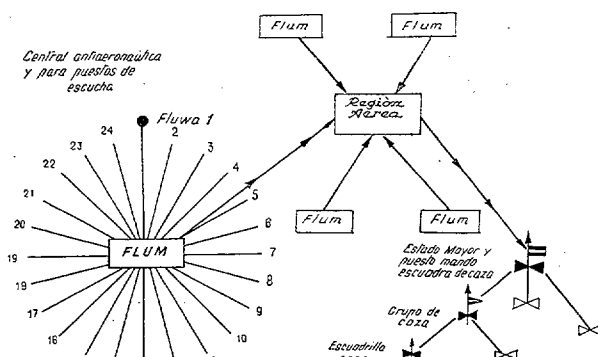 Central antiaeronaútica
y para puestos de
escucha
Flum
Flum
Región
Aérea
Flum
Flum
Fluwa 1
24
2
23
3
22
4
21
5
20
6
FLUM
19
7
19
8
17
9
16
10
Estado Mayor y
puesto mando
escuadra de caza
Grupo de
caza
Escuadrilla